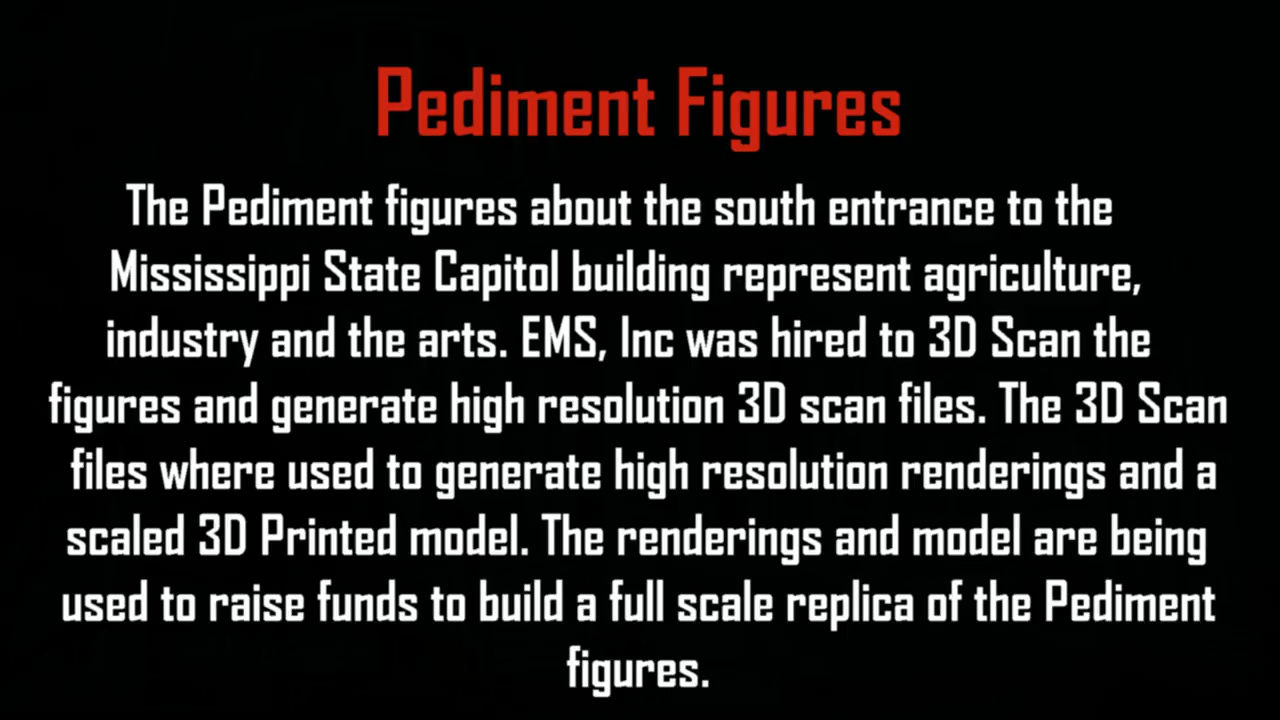 Pediment Figures
The Pediment figures about the south entrance to the
Mississippi State Capitol building represent agriculture,
industry and the arts. EMS, Inc was hired to 3D Scan the
figures and generate high resolution 3D scan files. The 3D Scan
files where used to generate high resolution renderings and a
scaled 3D Printed model. The renderings and model are being
used to raise funds to build a full scale replica of the Pediment
figures.